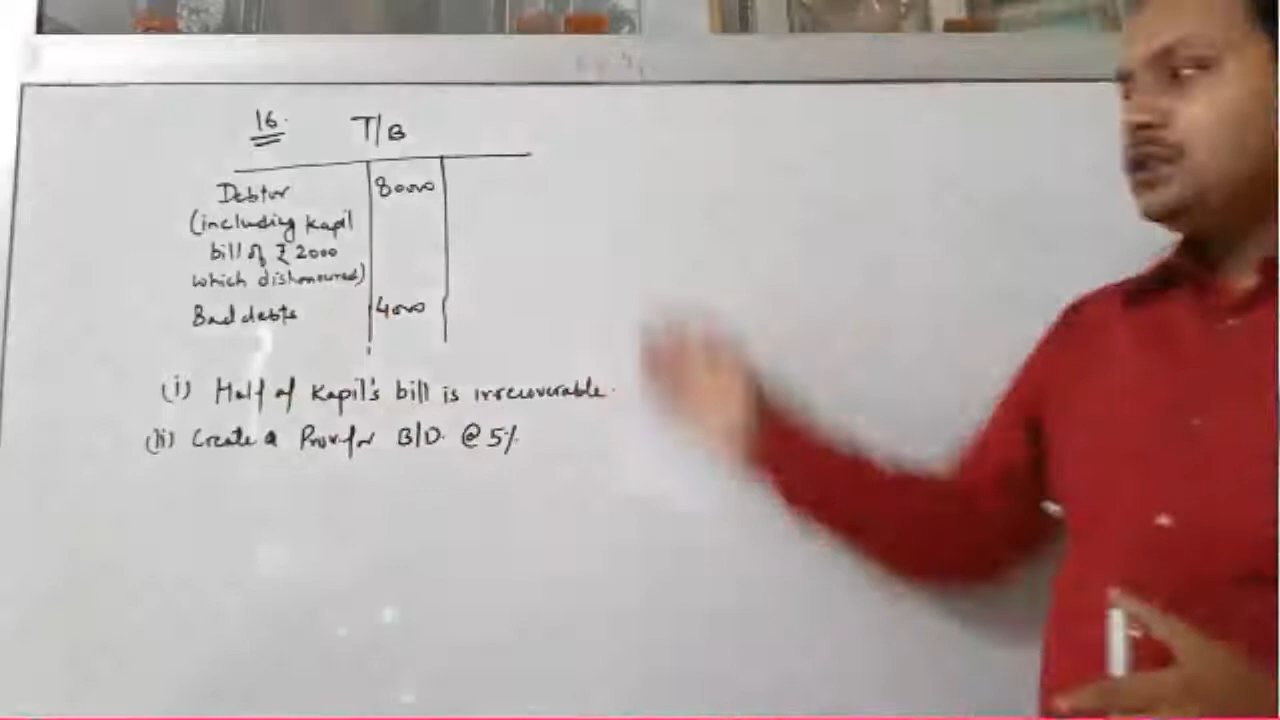 16.
T/B
Debtor
80000
(including Kapil
bill of ₹ 2000
which dishonoured)
Bad debts
4000
(i) Half of Kapil's bill is irrecoverable.
(ii) Create a Prov. for B/D. @ 5%